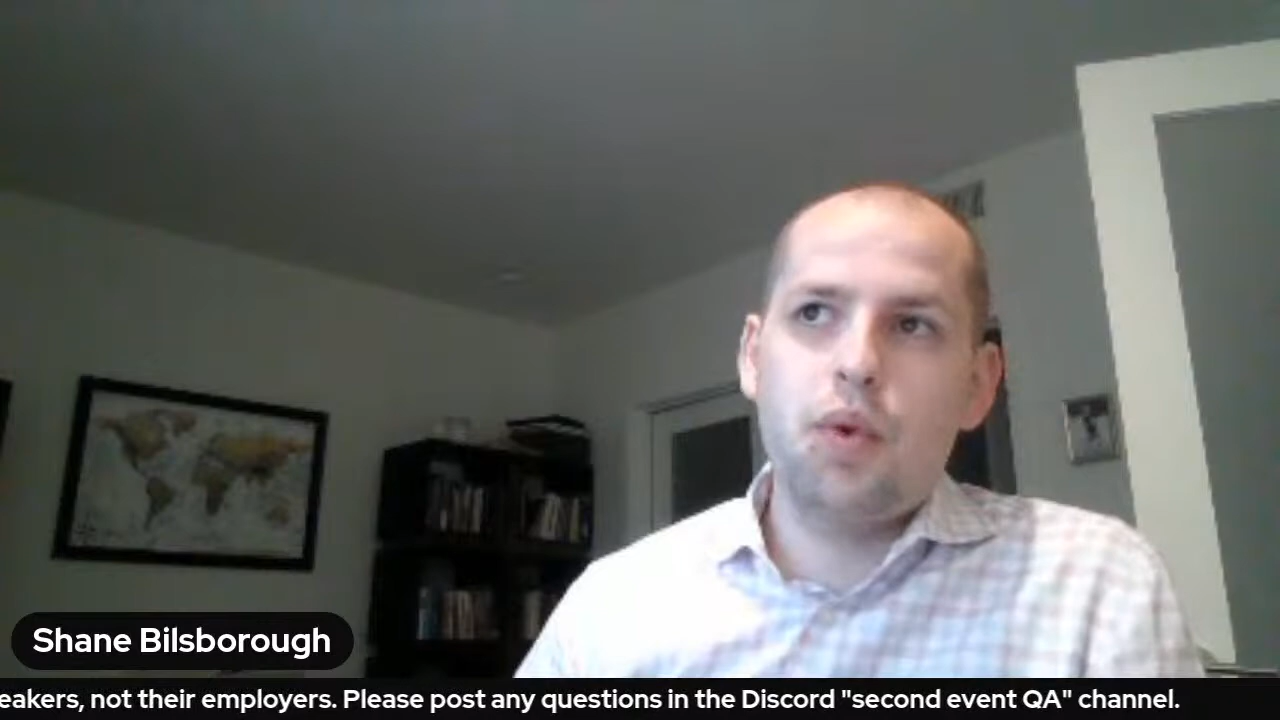 Shane Bilsborough
eakers, not their employers. Please post any questions in the Discord "second event QA" channel.